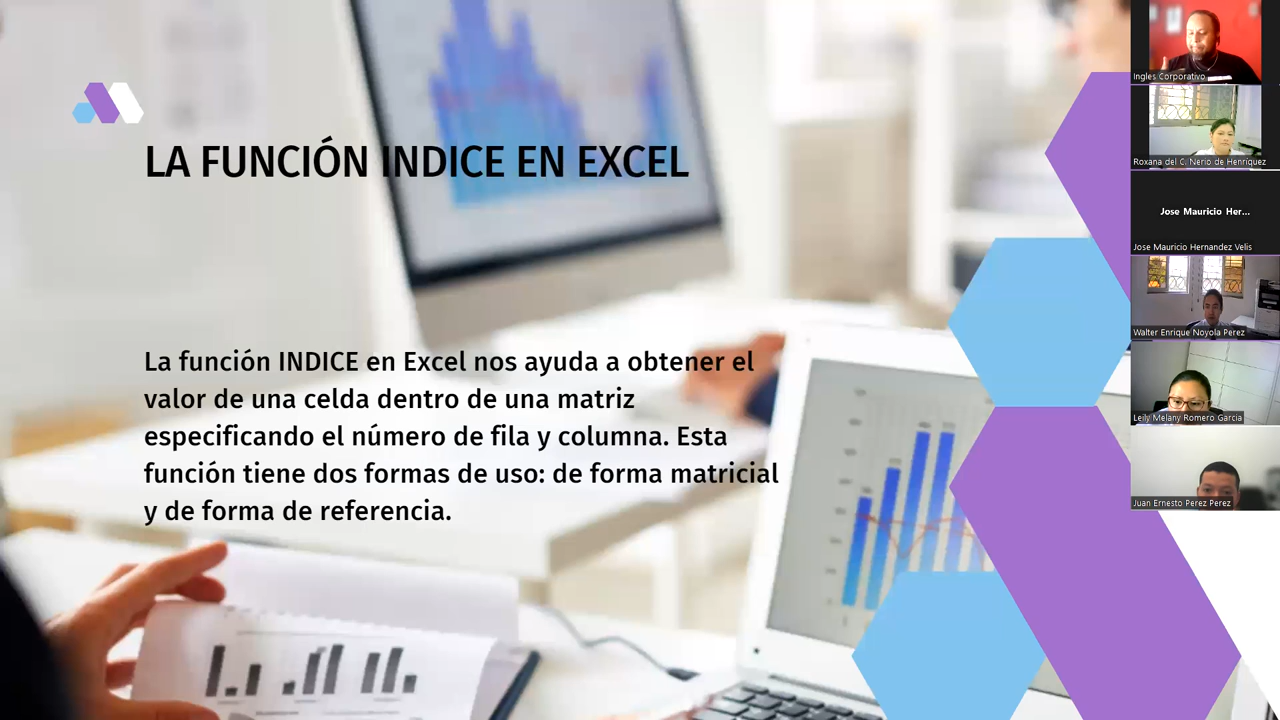 LA FUNCIÓN INDICE EN EXCEL
La función INDICE en Excel nos ayuda a obtener el
valor de una celda dentro de una matriz
especificando el número de fila y columna. Esta
función tiene dos formas de uso: de forma matricial
y de forma de referencia.
Ingles Corporativo
Roxana del C. Nerio de Henríquez
Jose Mauricio Her...
Jose Mauricio Hernandez Velis
Walter Enrique Noyola Perez
Leily Melany Romero Garcia
Juan Ernesto Perez Perez